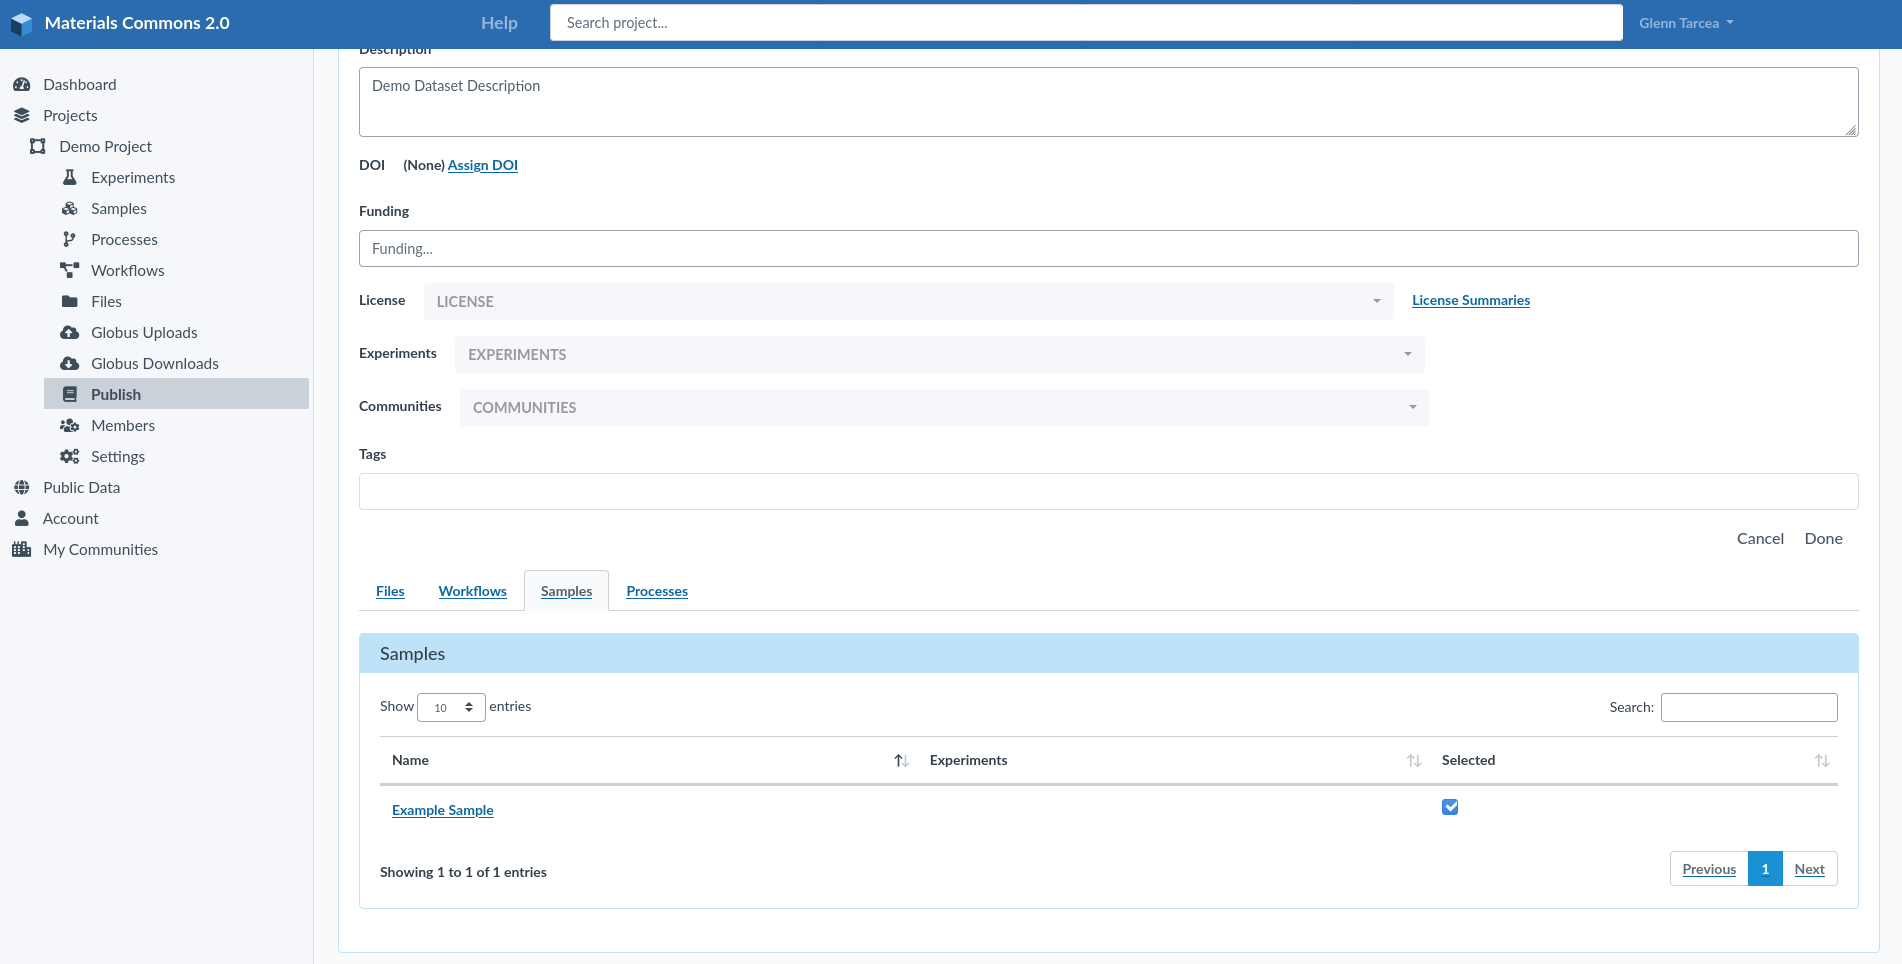 Materials Commons 2.0
Help
Search project...
Glenn Tarcea
Dashboard
Projects
Demo Project
Experiments
Samples
Processes
Workflows
Files
Globus Uploads
Globus Downloads
Publish
Members
Settings
Public Data
Account
My Communities
Description
Demo Dataset Description
DOI (None) Assign DOI
Funding
Funding...
License LICENSE License Summaries
Experiments EXPERIMENTS
Communities COMMUNITIES
Tags
Cancel Done
Files Workflows Samples Processes
Samples
Show 10 entries Search:
Name Experiments Selected
Example Sample
Showing 1 to 1 of 1 entries Previous 1 Next